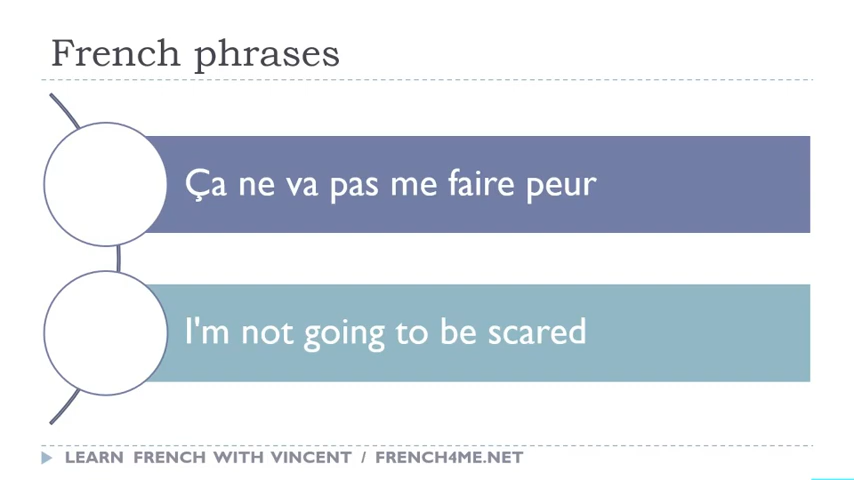 French phrases
Ça ne va pas me faire peur
I'm not going to be scared
LEARN FRENCH WITH VINCENT / FRENCH4ME.NET